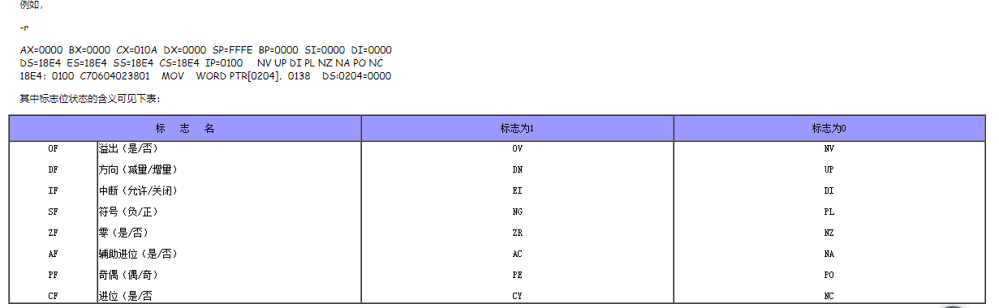 例如，
-r
AX=0000 BX=0000 CX=010A DX=0000 SP=FFFE BP=0000 SI=0000 DI=0000
DS=18E4 ES=18E4 SS=18E4 CS=18E4 IP=0100 NV UP DI PL NZ NA PO NC
18E4：0100 C70604023801 MOV WORD PTR[0204]，0138 DS:0204=0000
其中标志位状态的含义可见下表：
标 志 名 标志为1 标志为0
OF 溢出（是/否） OV NV
DF 方向（减量/增量） DN UP
IF 中断（允许/关闭） EI DI
SF 符号（负/正） NG PL
ZF 零（是/否） ZR NZ
AF 辅助进位（是/否） AC NA
PF 奇偶（偶/奇） PE PO
CF 进位（是/否 CY NC